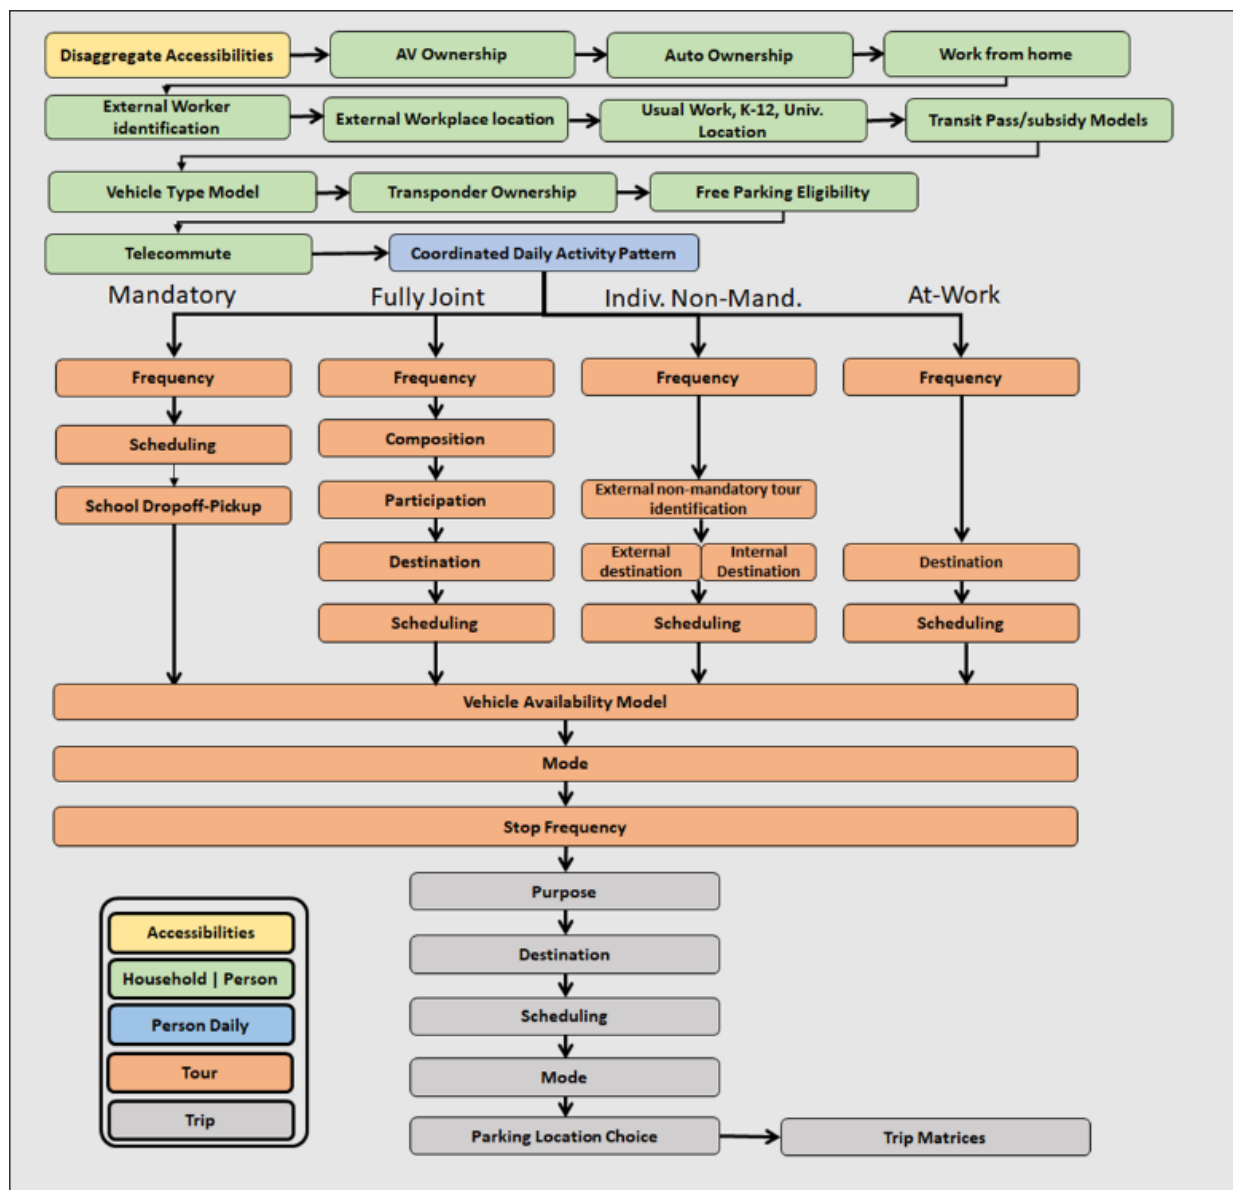 Disaggregate Accessibilities
AV Ownership
Auto Ownership
Work from home
External Worker
identification
External Workplace location
Usual Work, K-12, Univ.
Location
Transit Pass/subsidy Models
Vehicle Type Model
Transponder Ownership
Free Parking Eligibility
Telecommute
Coordinated Daily Activity Pattern
Mandatory
Fully Joint
Indiv. Non-Mand.
At-Work
Frequency
Frequency
Frequency
Frequency
Scheduling
Composition
School Dropoff-Pickup
Participation
External non-mandatory tour
identification
Destination
External
destination
Internal
Destination
Destination
Scheduling
Scheduling
Scheduling
Vehicle Availability Model
Mode
Stop Frequency
Purpose
Destination
Scheduling
Mode
Parking Location Choice
Trip Matrices
Accessibilities
Household | Person
Person Daily
Tour
Trip